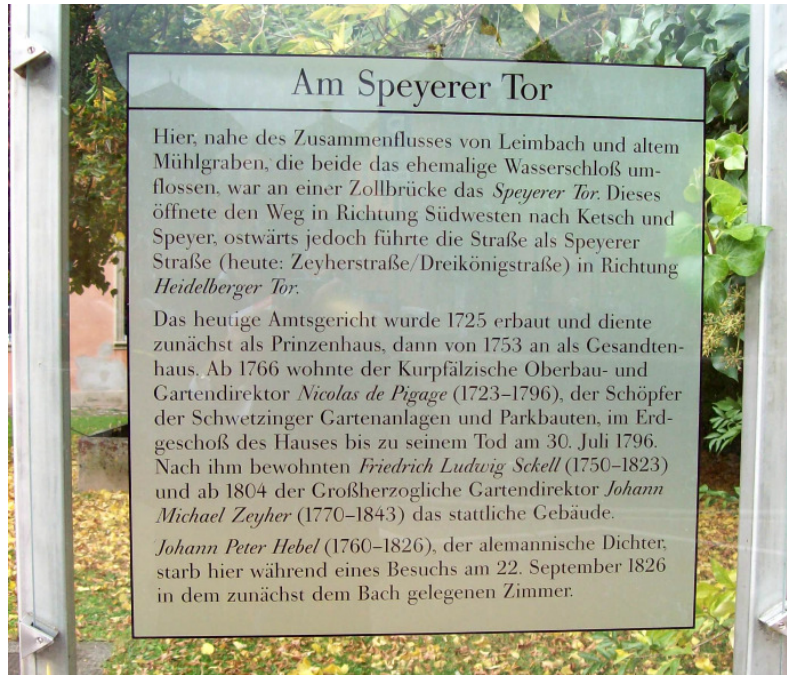 Am Speyerer Tor
Hier, nahe des Zusammenflusses von Leimbach und altem
Mühlgraben, die beide das ehemalige Wasserschloß um-
flossen, war an einer Zollbrücke das Speyerer Tor. Dieses
öffnete den Weg in Richtung Südwesten nach Ketsch und
Speyer, ostwärts jedoch führte die Straße als Speyerer
Straße (heute: Zeyherstraße/Dreikönigstraße) in Richtung
Heidelberger Tor.
Das heutige Amtsgericht wurde 1725 erbaut und diente
zunächst als Prinzenhaus, dann von 1753 an als Gesandten-
haus. Ab 1766 wohnte der Kurpfälzische Oberbau- und
Gartendirektor Nicolas de Pigage (1723–1796), der Schöpfer
der Schwetzinger Gartenanlagen und Parkbauten, im Erd-
geschoß des Hauses bis zu seinem Tod am 30. Juli 1796.
Nach ihm bewohnten Friedrich Ludwig Sckell (1750–1823)
und ab 1804 der Großherzogliche Gartendirektor Johann
Michael Zeyher (1770–1843) das stattliche Gebäude.
Johann Peter Hebel (1760–1826), der alemannische Dichter,
starb hier während eines Besuchs am 22. September 1826
in dem zunächst dem Bach gelegenen Zimmer.